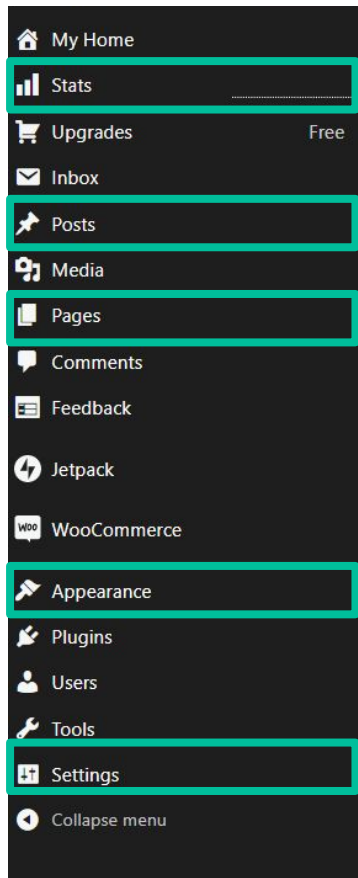 My Home
Stats
Upgrades Free
Inbox
Posts
Media
Pages
Comments
Feedback
Jetpack
Woo WooCommerce
Appearance
Plugins
Users
Tools
Settings
Collapse menu